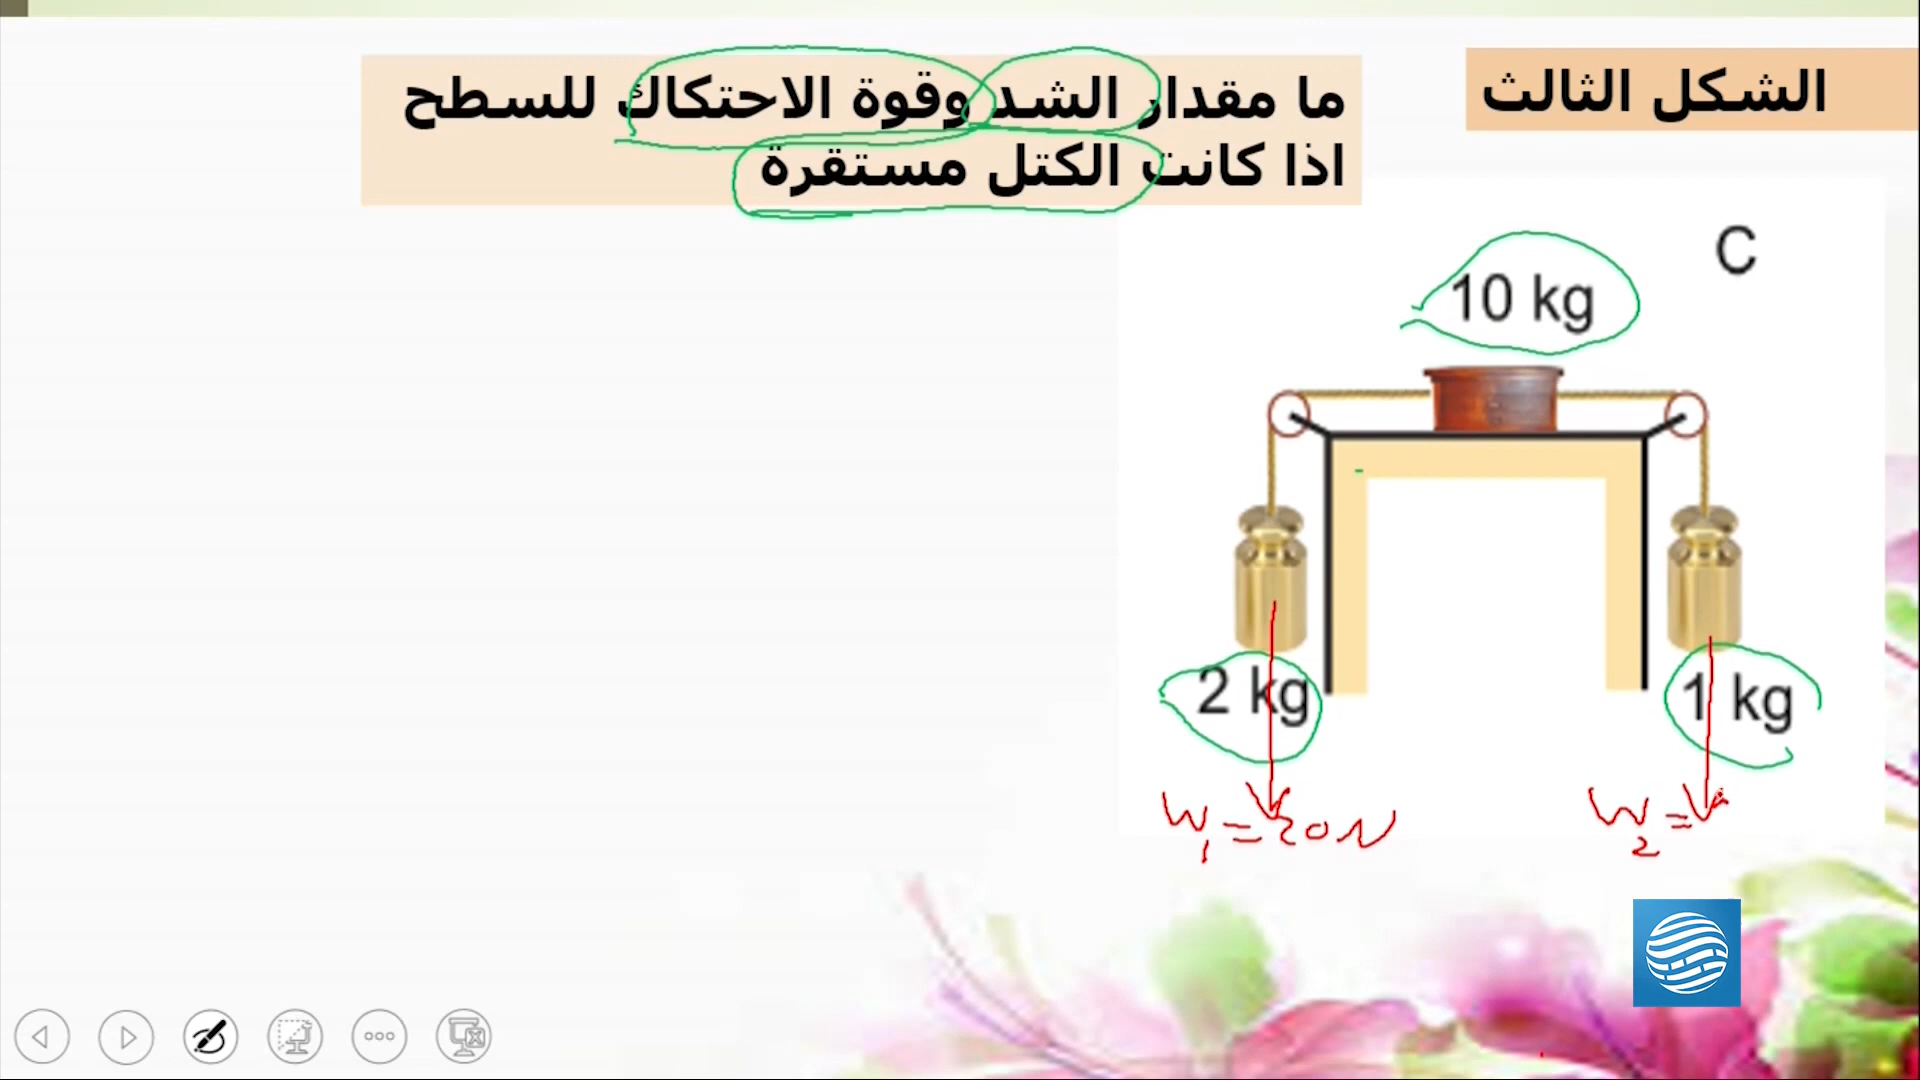 الشكل الثالث
ما مقدار الشد وقوة الاحتكاك للسطح
اذا كانت الكتل مستقرة
C
10 kg
2 kg
1 kg
W₁ = 20N
W₂ =